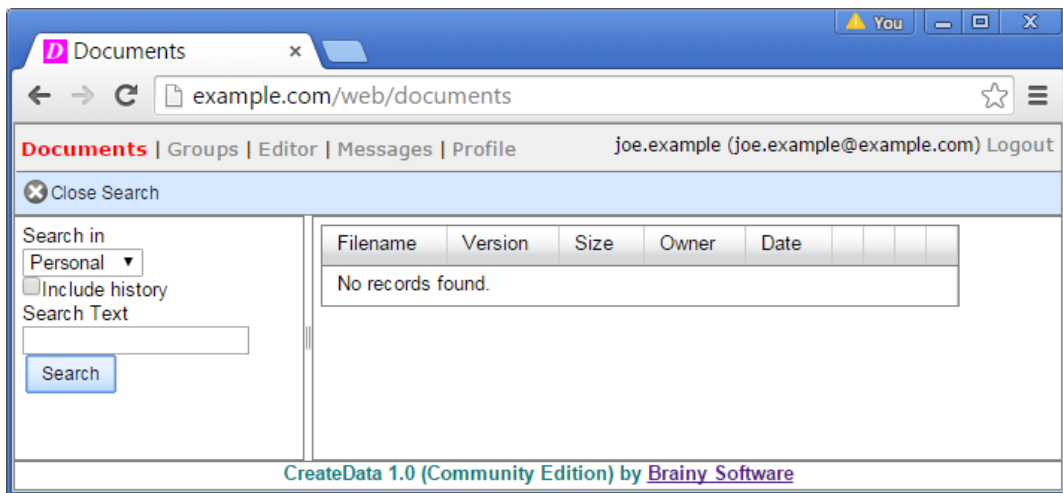 You
D Documents
example.com/web/documents
Documents | Groups | Editor | Messages | Profile joe.example (joe.example@example.com) Logout
Close Search
Search in
Personal
Include history
Search Text
Search
Filename Version Size Owner Date
No records found.
CreateData 1.0 (Community Edition) by Brainy Software